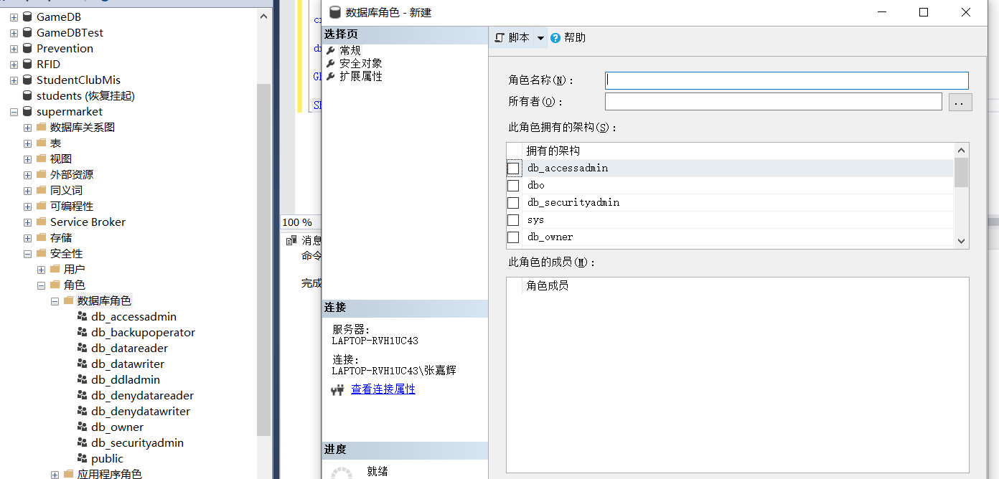 GameDB
GameDBTest
Prevention
RFID
StudentClubMis
students (恢复挂起)
supermarket
数据库关系图
表
视图
外部资源
同义词
可编程性
Service Broker
存储
安全性
用户
角色
数据库角色
db_accessadmin
db_backupoperator
db_datareader
db_datawriter
db_ddladmin
db_denydatareader
db_denydatawriter
db_owner
db_securityadmin
public
应用程序角色
100 %
消息
命令
完成
数据库角色 - 新建
选择页
常规
安全对象
扩展属性
连接
服务器:
LAPTOP-RVH1UC43
连接:
LAPTOP-RVH1UC43\张嘉辉
查看连接属性
进度
就绪
脚本
帮助
角色名称(N):
所有者(O):
..
此角色拥有的架构(S):
拥有的架构
db_accessadmin
dbo
db_securityadmin
sys
db_owner
此角色的成员(M):
角色成员